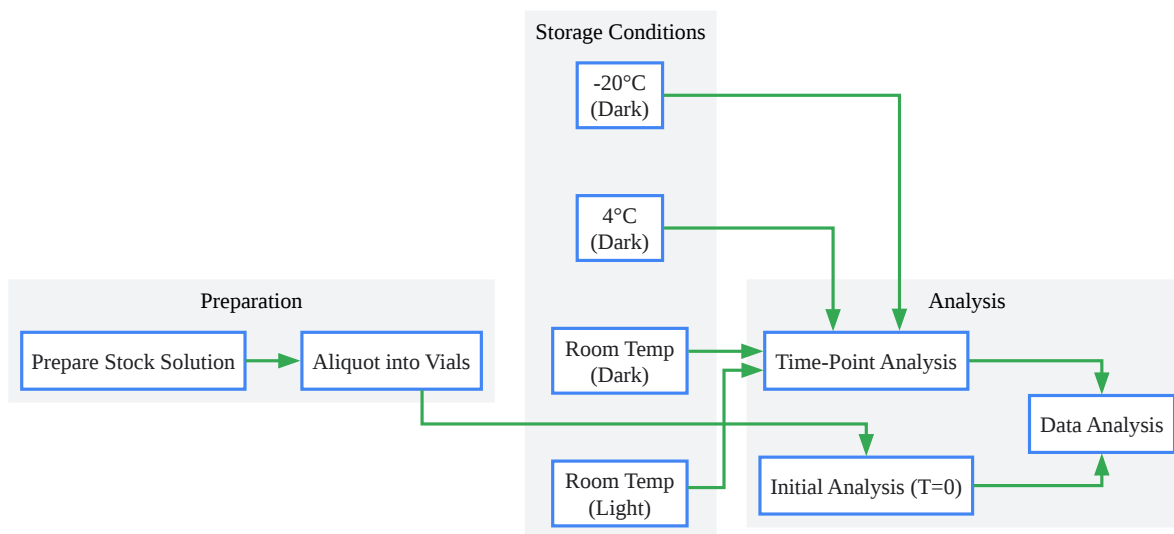 Storage Conditions
-20°C
(Dark)
4°C
(Dark)
Preparation
Analysis
Prepare Stock Solution
Aliquot into Vials
Room Temp
(Dark)
Time-Point Analysis
Data Analysis
Room Temp
(Light)
Initial Analysis (T=0)